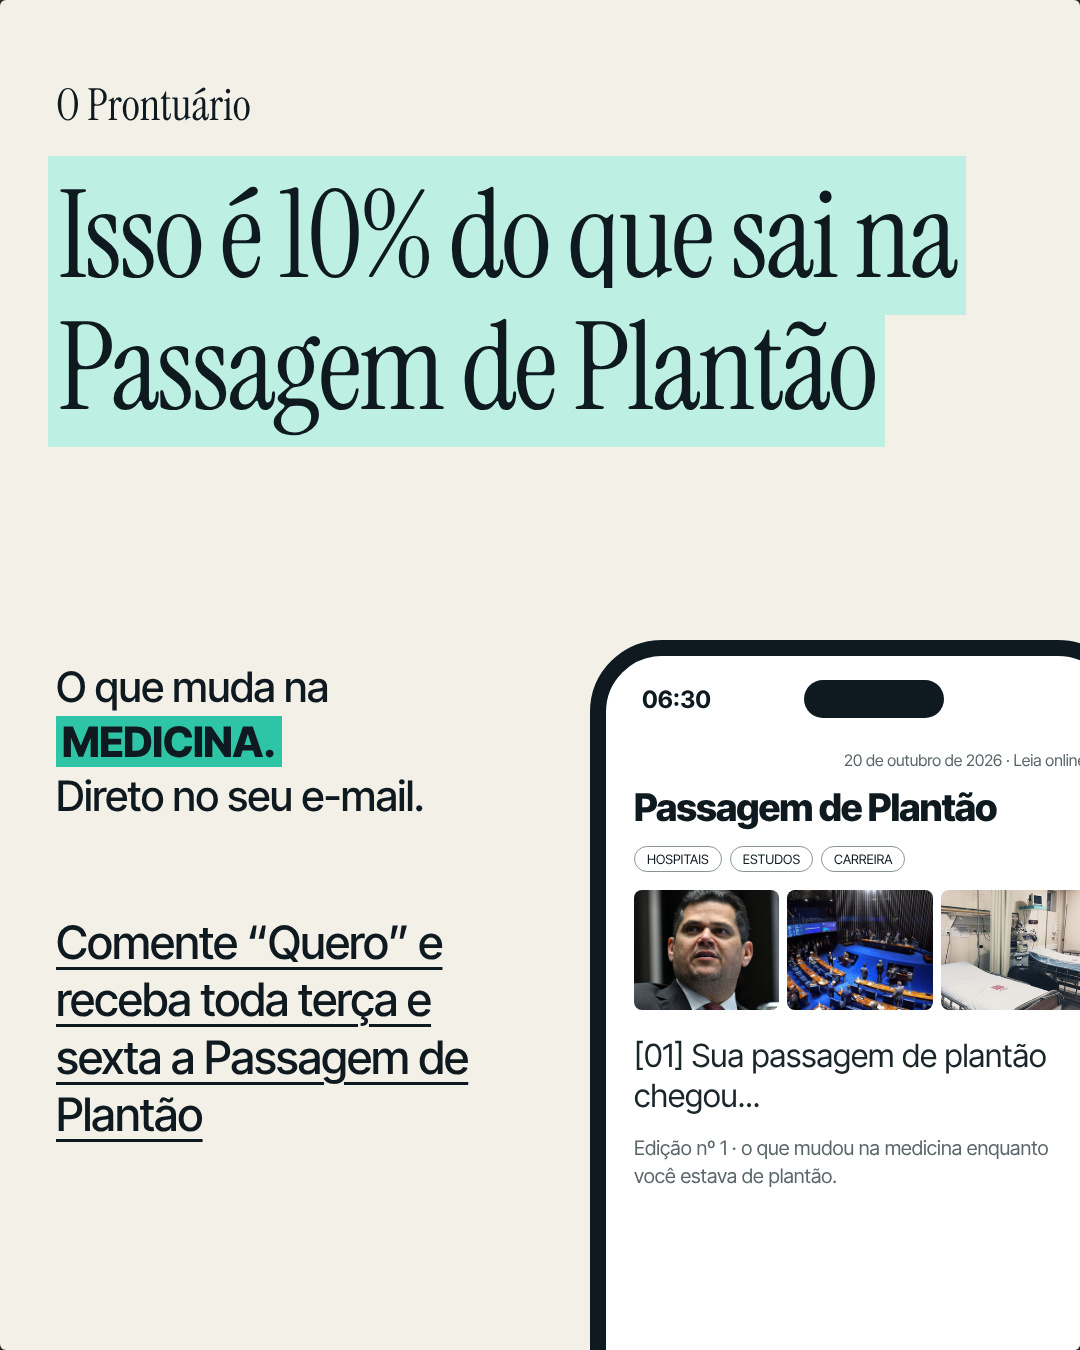 O Prontuário
Isso é 10% do que sai na
Passagem de Plantão
O que muda na
MEDICINA.
Direto no seu e-mail.
Comente “Quero” e
receba toda terça e
sexta a Passagem de
Plantão
06:30
20 de outubro de 2026 · Leia online
Passagem de Plantão
HOSPITAIS
ESTUDOS
CARREIRA
[01] Sua passagem de plantão
chegou...
Edição nº 1 · o que mudou na medicina enquanto
você estava de plantão.